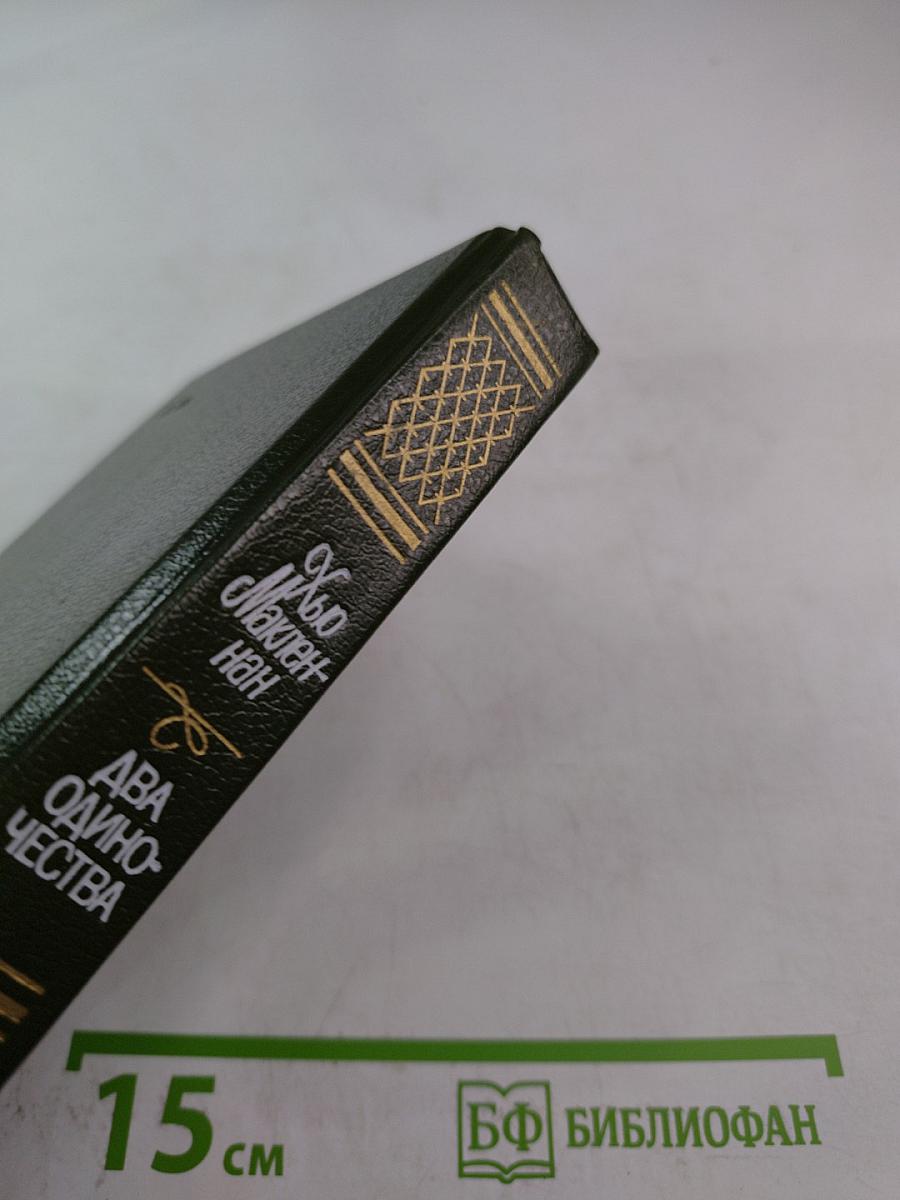 Хью
Маклен-
нан
ДВА
ОДИНО-
ЧЕСТВА
15 см
БФ БИБЛИОФАН